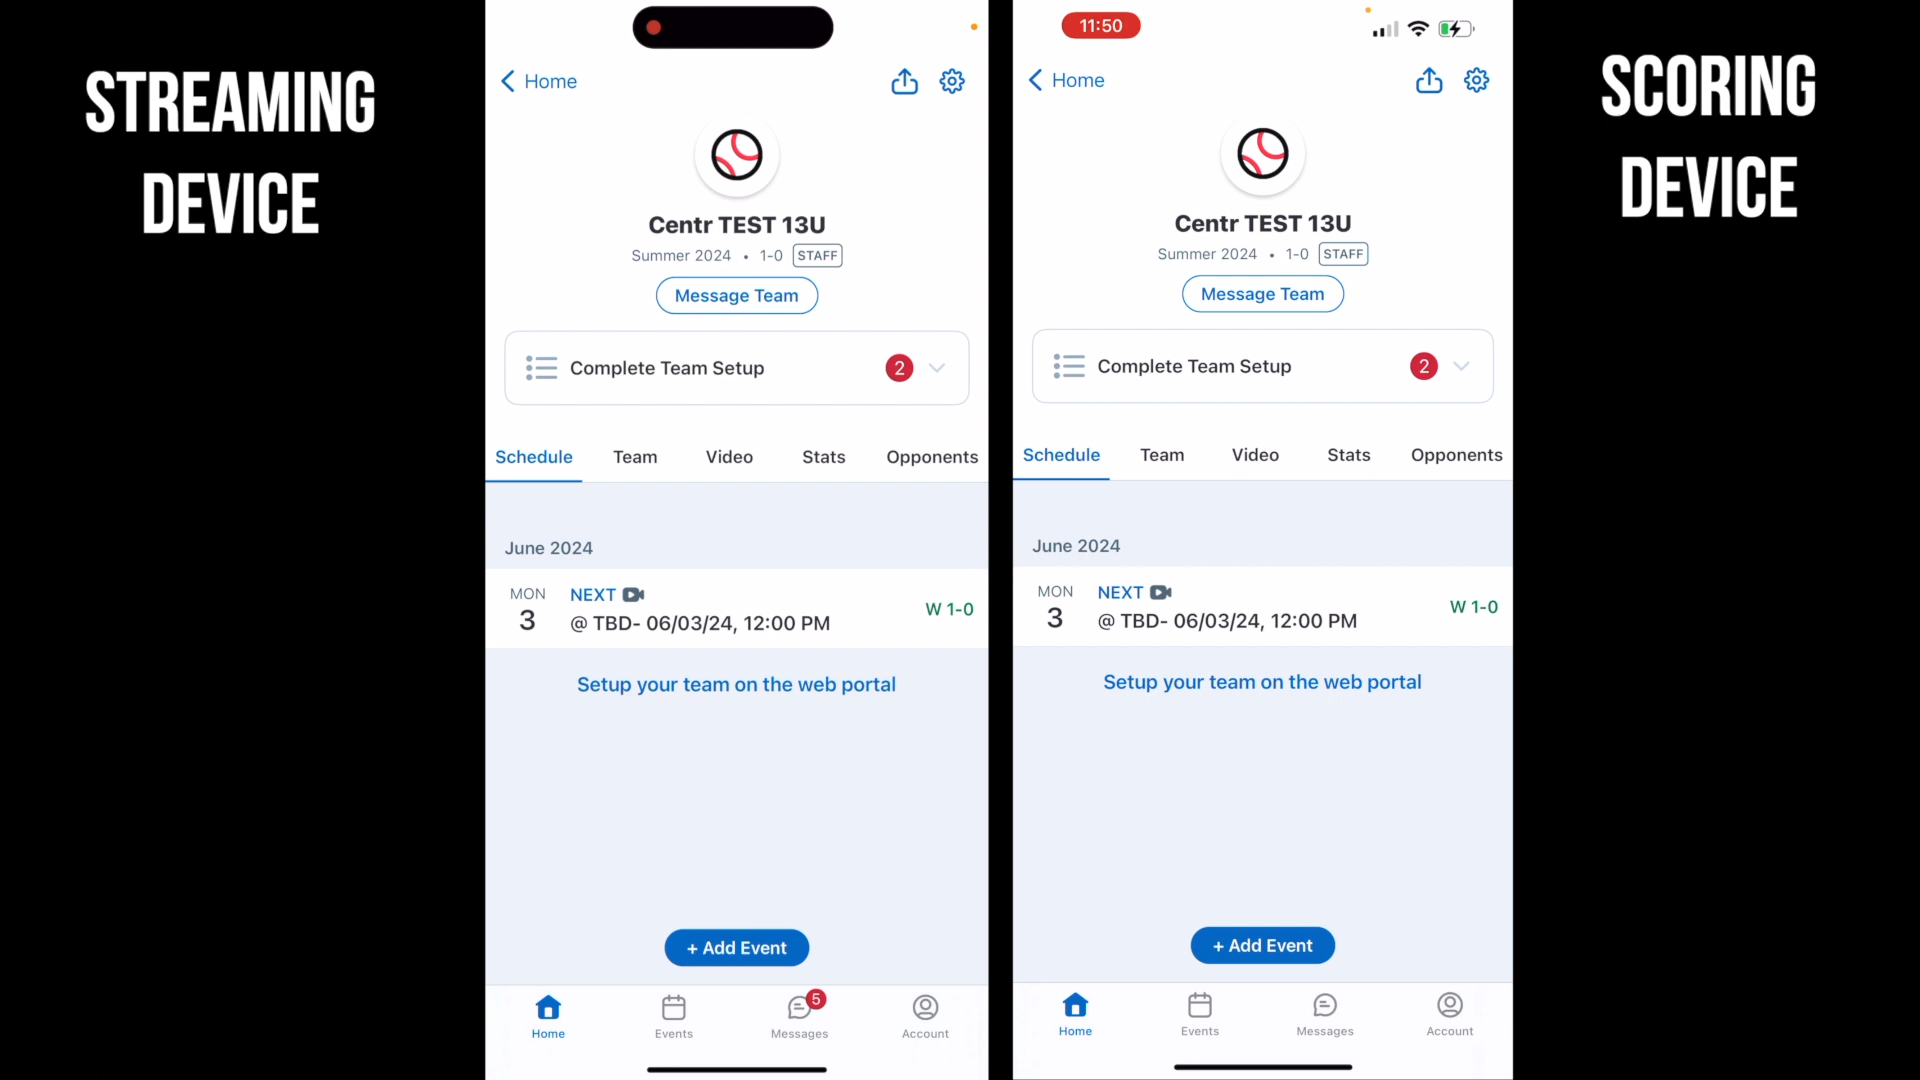 STREAMING
DEVICE
Home
Centr TEST 13U
Summer 2024 • 1-0 STAFF
Message Team
Complete Team Setup 2
Schedule Team Video Stats Opponents
June 2024
MON
3
NEXT
@ TBD- 06/03/24, 12:00 PM
W 1-0
Setup your team on the web portal
+ Add Event
5
Home Events Messages Account
11:50
Home
Centr TEST 13U
Summer 2024 • 1-0 STAFF
Message Team
Complete Team Setup 2
Schedule Team Video Stats Opponents
June 2024
MON
3
NEXT
@ TBD- 06/03/24, 12:00 PM
W 1-0
Setup your team on the web portal
+ Add Event
Home Events Messages Account
SCORING
DEVICE